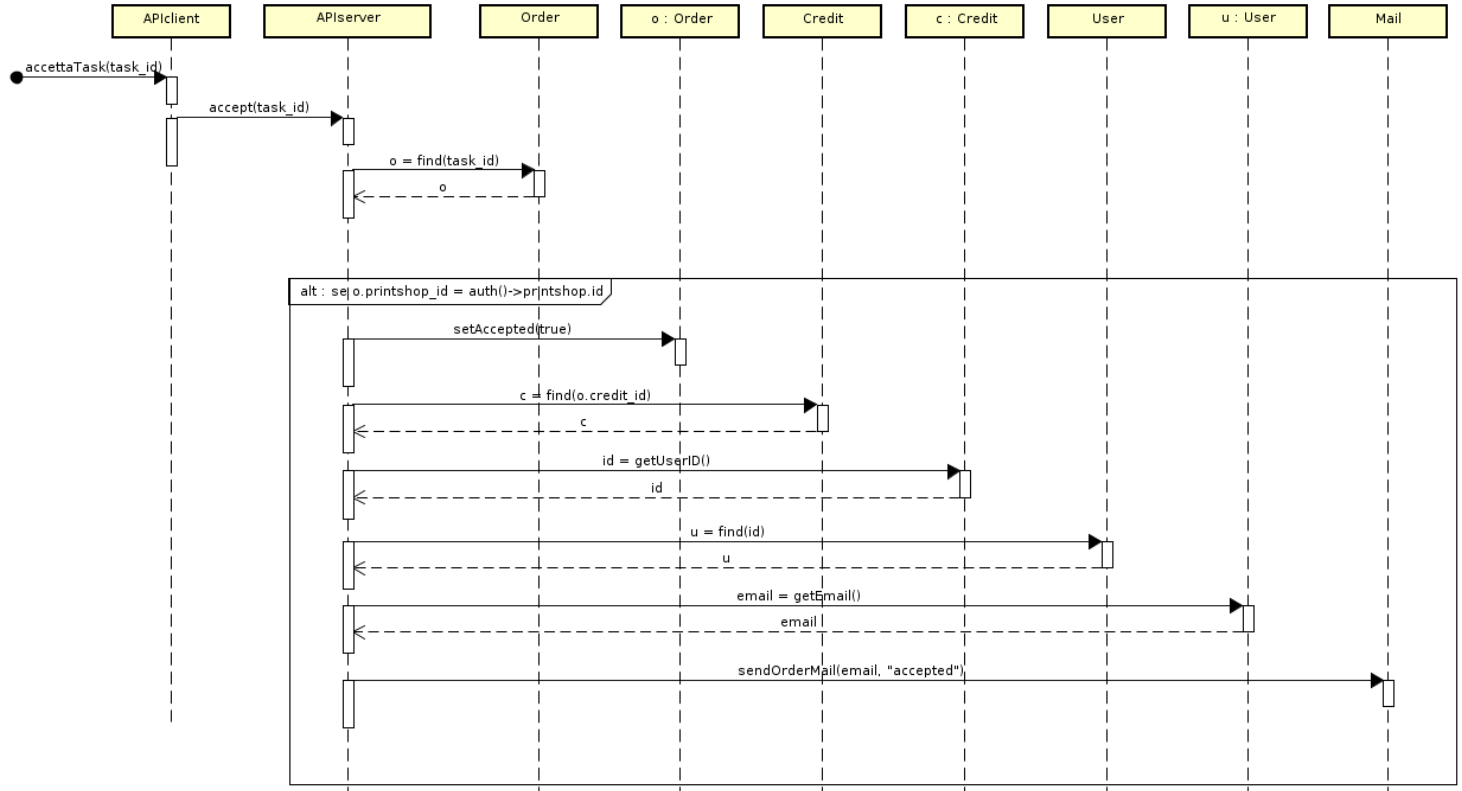 APIclient
APIserver
Order
o : Order
Credit
c : Credit
User
u : User
Mail
accettaTask(task_id)
accept(task_id)
o = find(task_id)
o
alt : se o.printshop_id = auth()->printshop.id
setAccepted(true)
c = find(o.credit_id)
c
id = getUserID()
id
u = find(id)
u
email = getEmail()
email
sendOrderMail(email, "accepted")